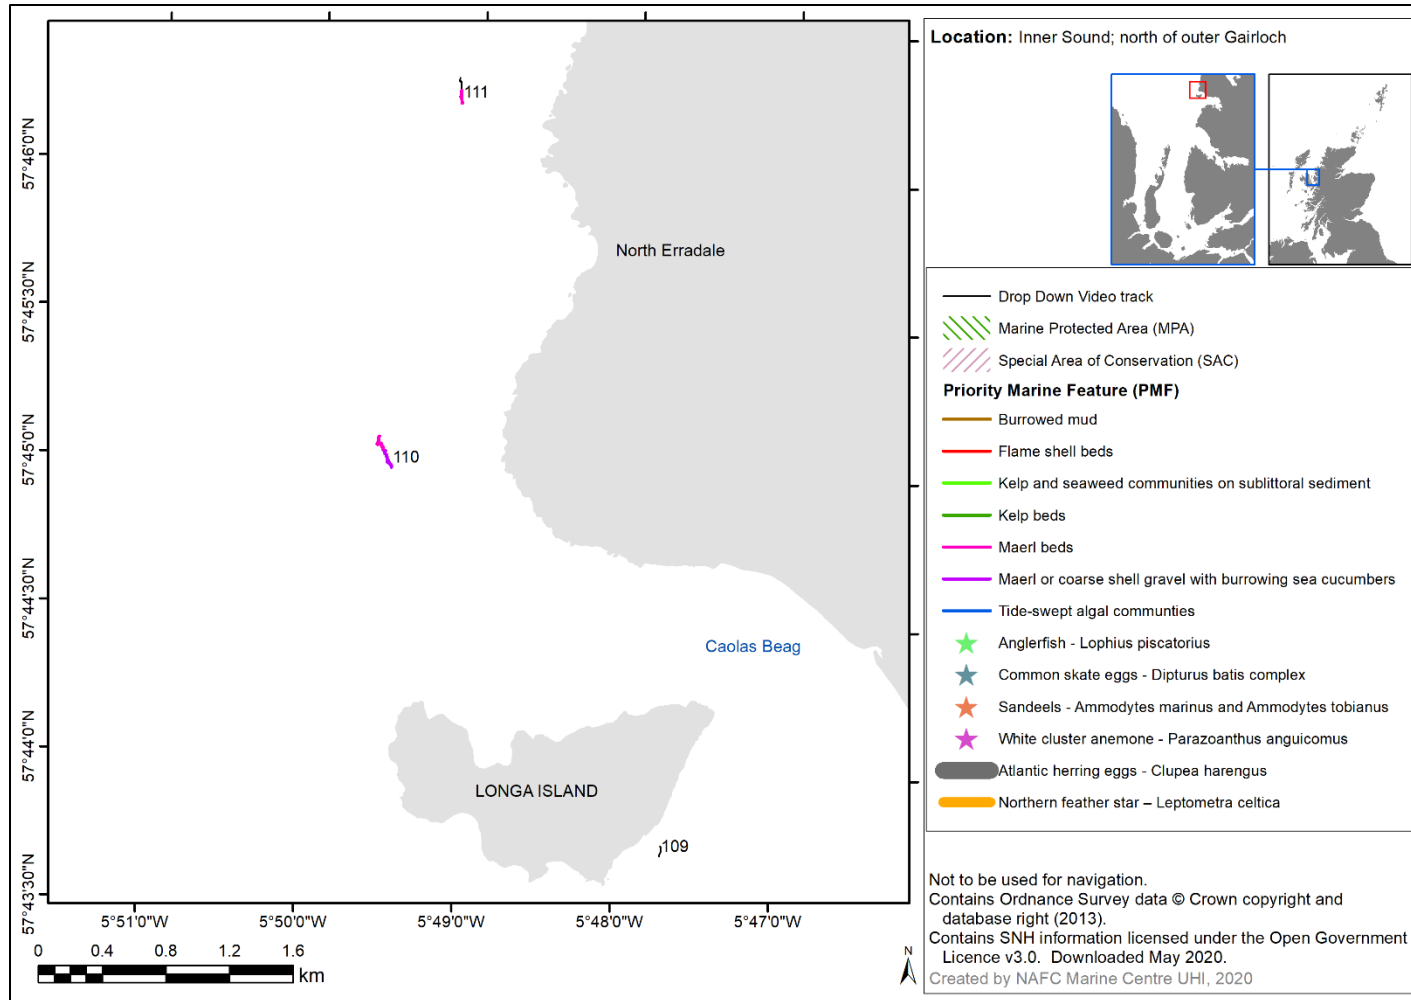 111
57°46'0"N
North Erradale
57°45'30"N
110
57°45'0"N
57°44'30"N
Caolas Beag
57°44'0"N
LONGA ISLAND
109
57°43'30"N
5°51'0"W
5°50'0"W
5°49'0"W
5°48'0"W
5°47'0"W
0
0.4
0.8
1.2
1.6
km
N
Location: Inner Sound; north of outer Gairloch
Drop Down Video track
Marine Protected Area (MPA)
Special Area of Conservation (SAC)
Priority Marine Feature (PMF)
Burrowed mud
Flame shell beds
Kelp and seaweed communities on sublittoral sediment
Kelp beds
Maerl beds
Maerl or coarse shell gravel with burrowing sea cucumbers
Tide-swept algal communties
Anglerfish - Lophius piscatorius
Common skate eggs - Dipturus batis complex
Sandeels - Ammodytes marinus and Ammodytes tobianus
White cluster anemone - Parazoanthus anguicomus
Atlantic herring eggs - Clupea harengus
Northern feather star – Leptometra celtica
Not to be used for navigation.
Contains Ordnance Survey data © Crown copyright and
database right (2013).
Contains SNH information licensed under the Open Government
Licence v3.0. Downloaded May 2020.
Created by NAFC Marine Centre UHI, 2020